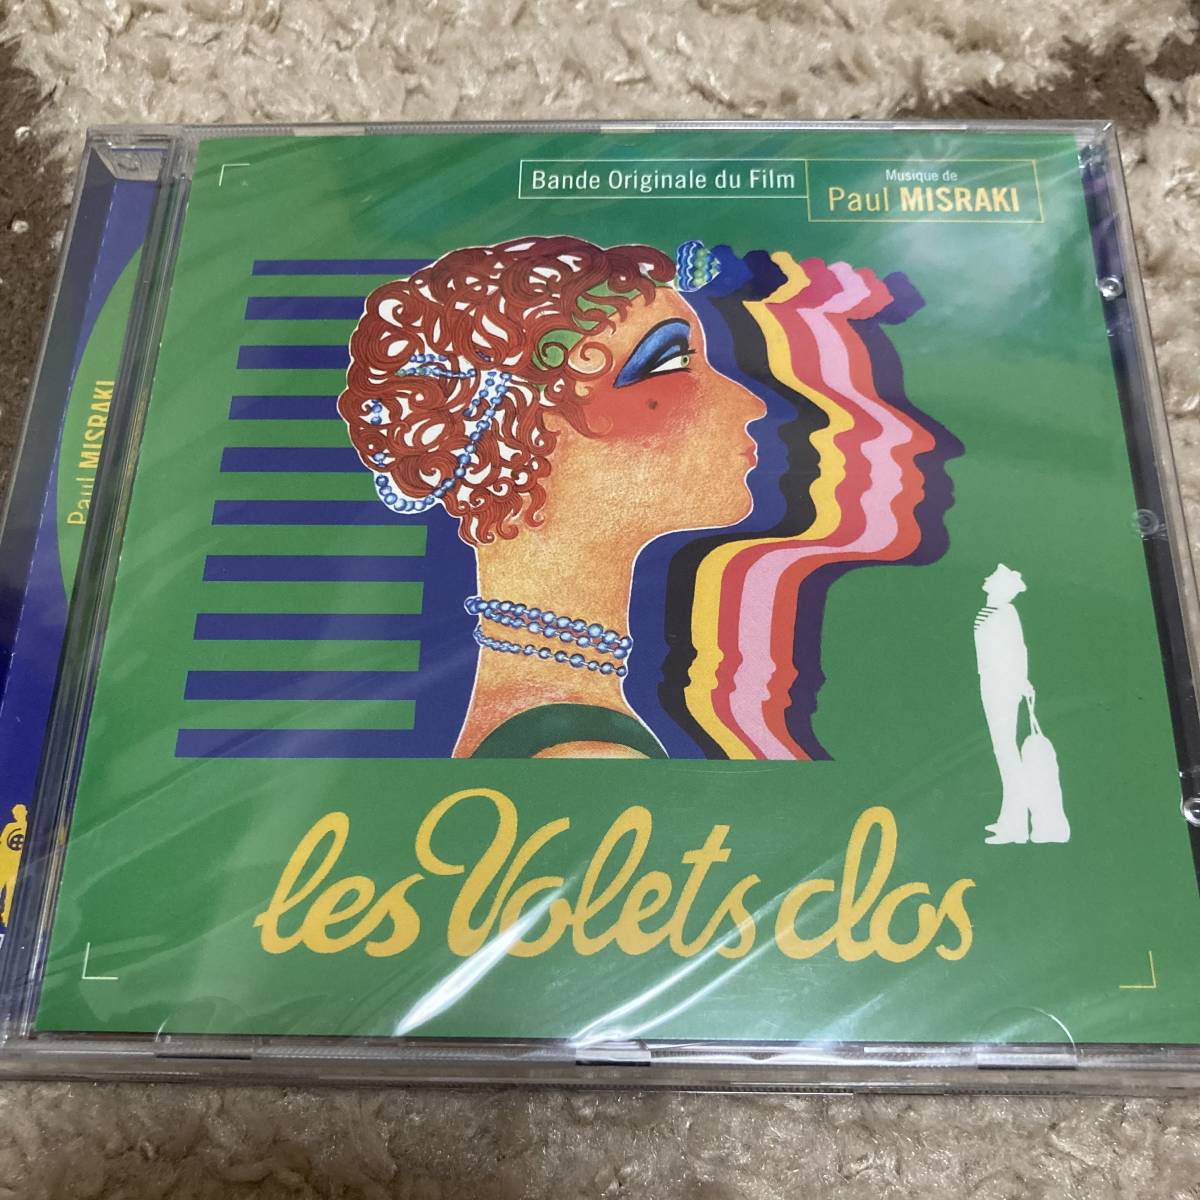 Bande Originale du Film
Musique de
Paul MISRAKI
Paul MISRAKI
les Volets clos